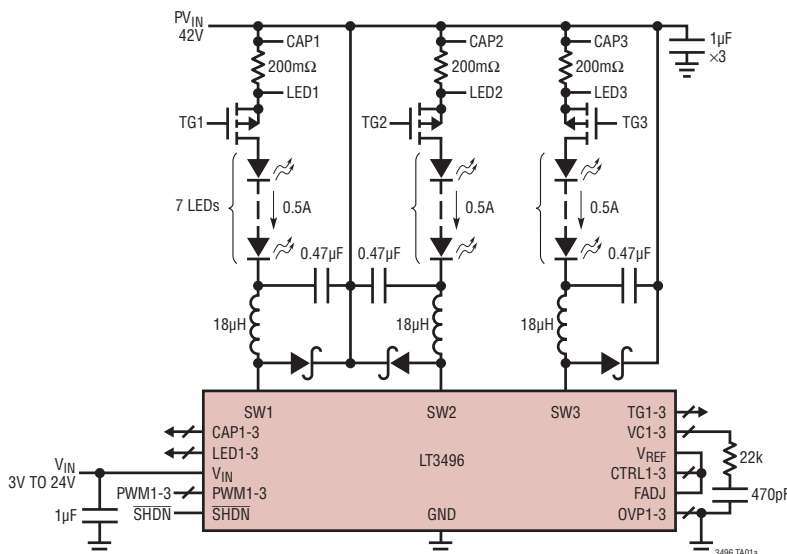 PVIN
42V
CAP1
CAP2
CAP3
1µF
×3
200mΩ
200mΩ
200mΩ
LED1
LED2
LED3
TG1
TG2
TG3
7 LEDs
0.5A
0.5A
0.5A
0.47µF
0.47µF
0.47µF
18µH
18µH
18µH
SW1
SW2
SW3
TG1-3
CAP1-3
VC1-3
LED1-3
LT3496
VREF
22k
VIN
3V TO 24V
VIN
CTRL1-3
PWM1-3
PWM1-3
FADJ
470pF
1µF
SHDN
SHDN
GND
OVP1-3
3496 TA01a